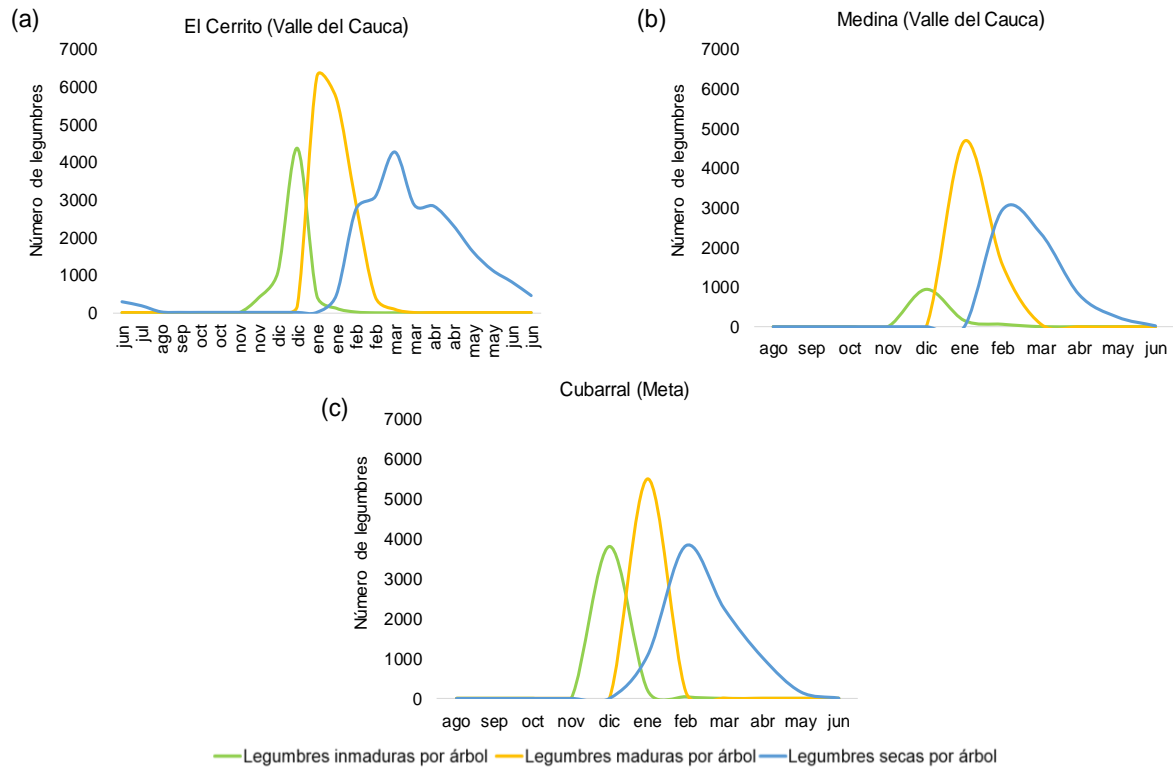 (a)
El Cerrito (Valle del Cauca)
Número de legumbres
7000
6000
5000
4000
3000
2000
1000
0
jun jul ago sep oct oct nov nov dic dic ene ene feb feb mar mar abr abr may may jun jun
(b)
Medina (Valle del Cauca)
Número de legumbres
7000
6000
5000
4000
3000
2000
1000
0
ago sep oct nov dic ene feb mar abr may jun
(c)
Cubarral (Meta)
Número de legumbres
7000
6000
5000
4000
3000
2000
1000
0
ago sep oct nov dic ene feb mar abr may jun
Legumbres inmaduras por árbol Legumbres maduras por árbol Legumbres secas por árbol